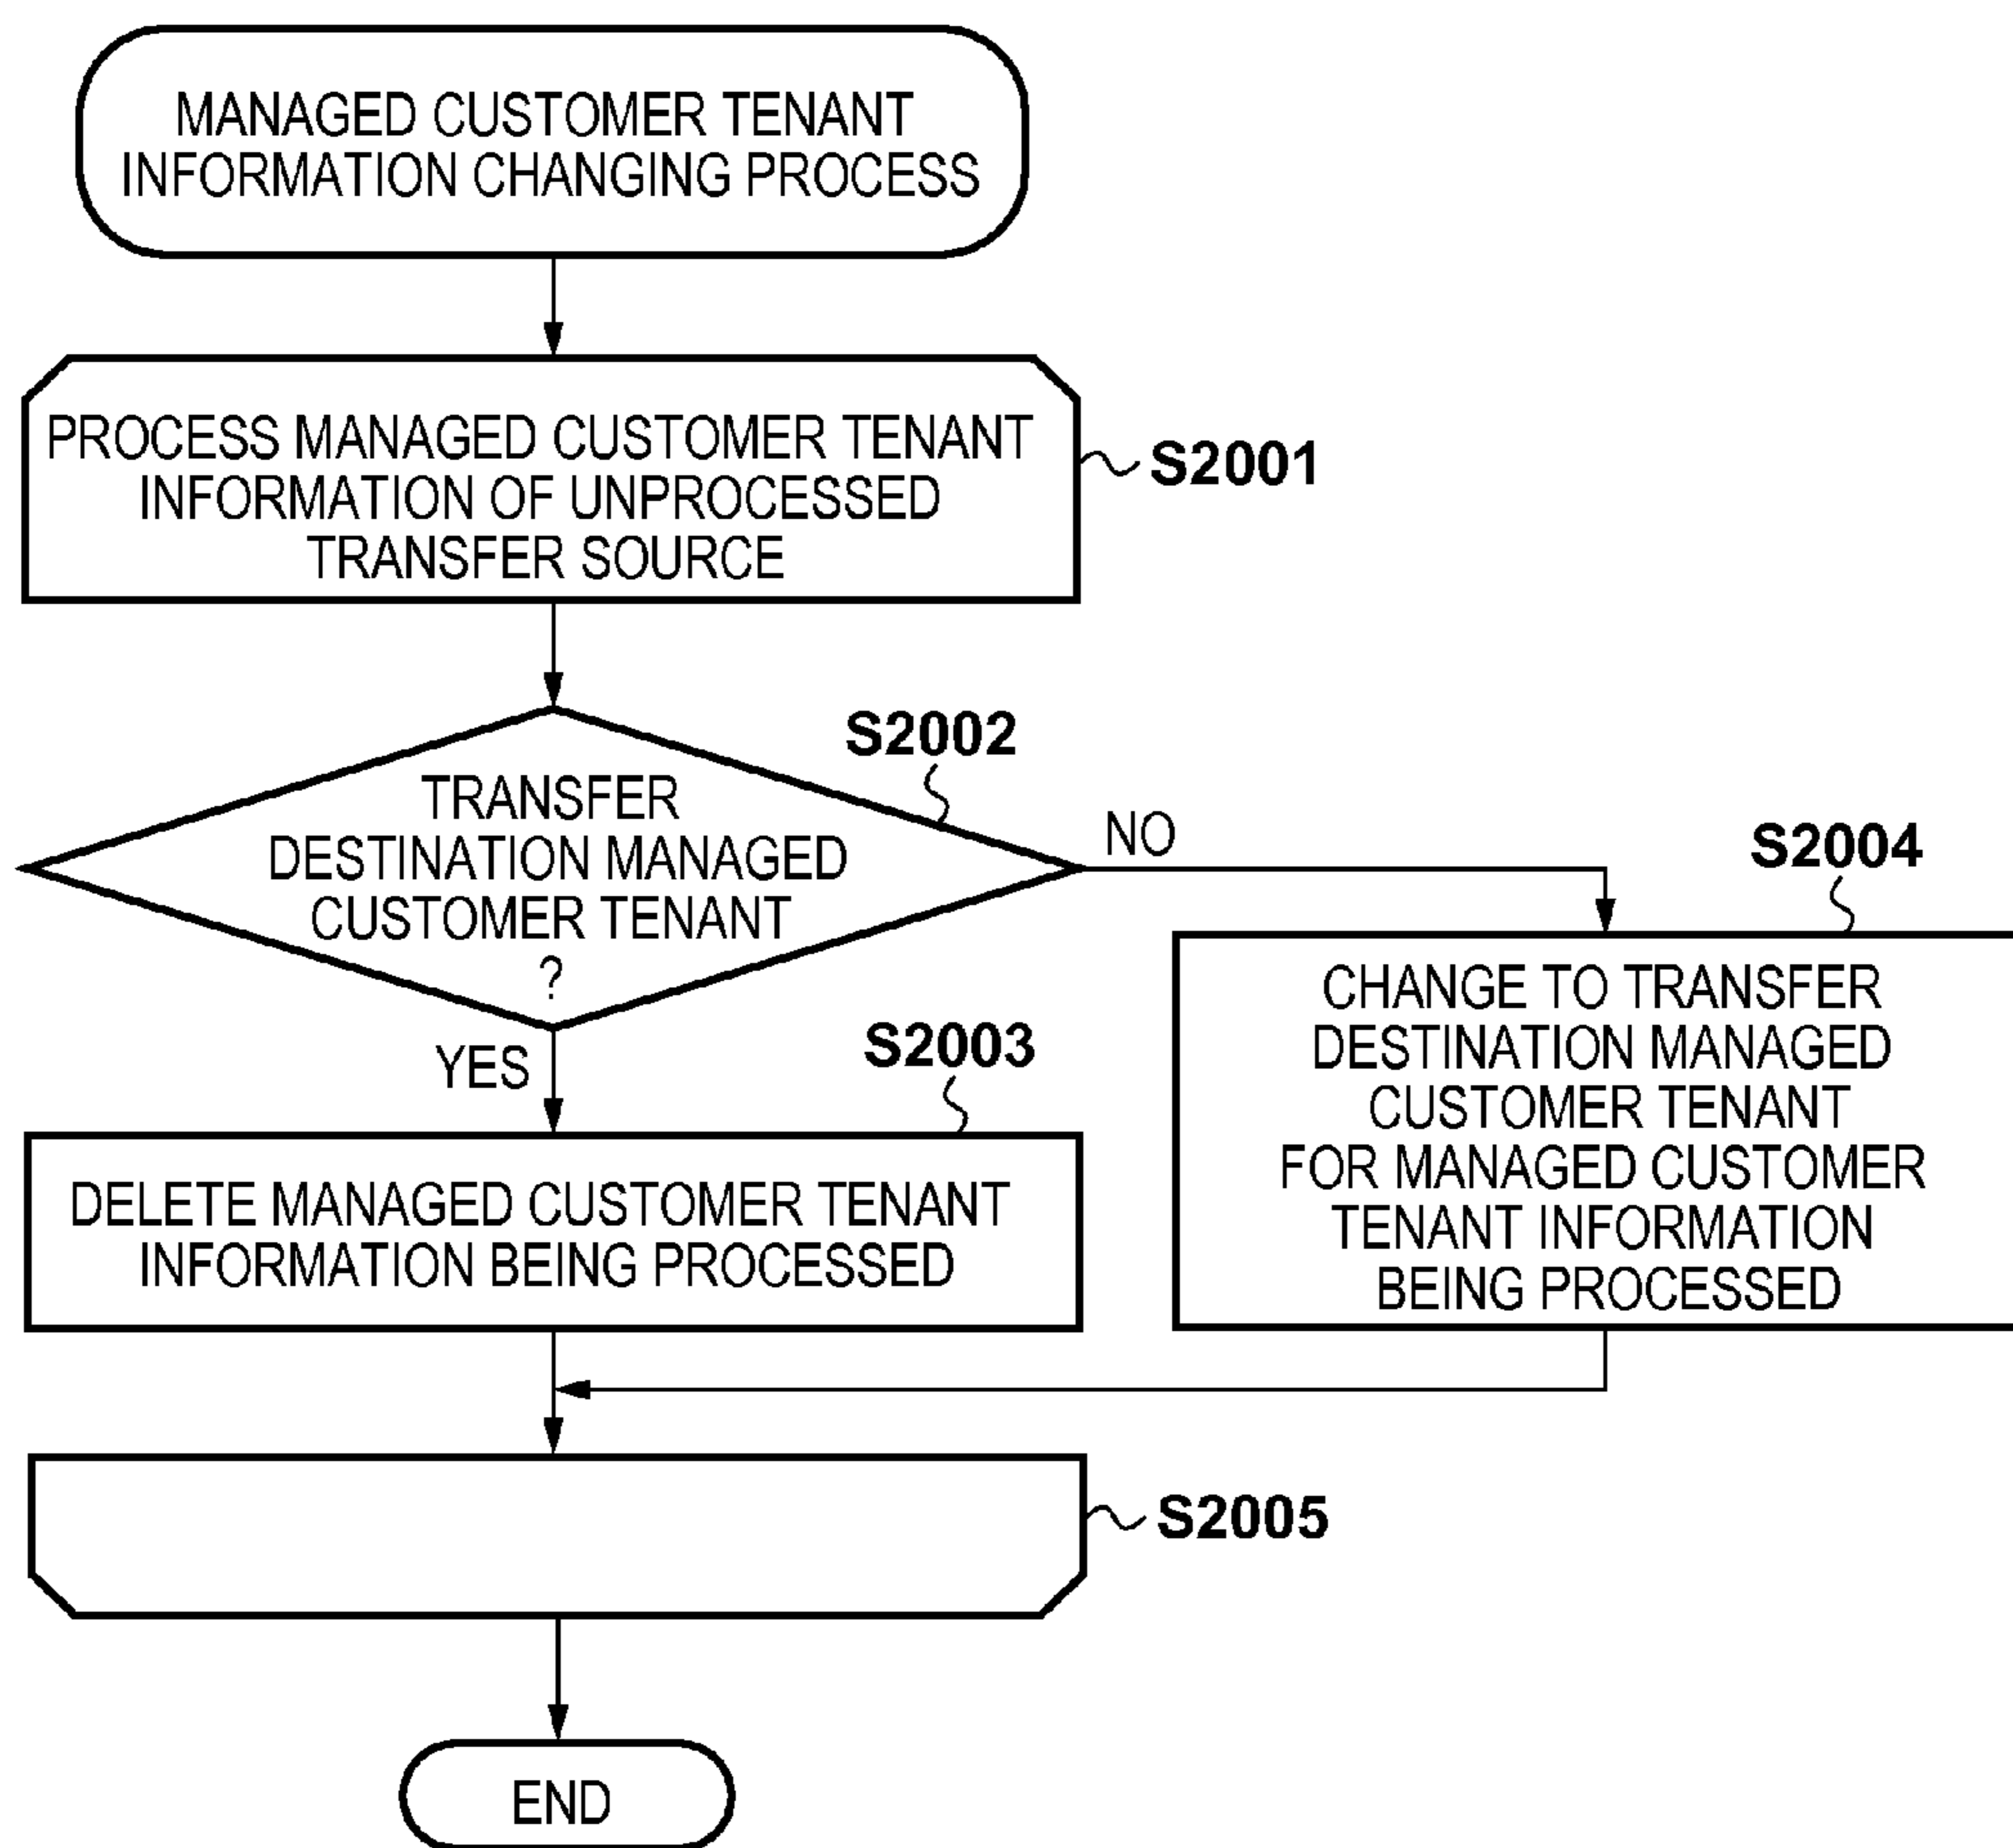 MANAGED CUSTOMER TENANT
INFORMATION CHANGING PROCESS
PROCESS MANAGED CUSTOMER TENANT
INFORMATION OF UNPROCESSED
TRANSFER SOURCE
S2001
S2002
TRANSFER
DESTINATION MANAGED
CUSTOMER TENANT
?
NO
YES
S2003
DELETE MANAGED CUSTOMER TENANT
INFORMATION BEING PROCESSED
S2004
CHANGE TO TRANSFER
DESTINATION MANAGED
CUSTOMER TENANT
FOR MANAGED CUSTOMER
TENANT INFORMATION
BEING PROCESSED
S2005
END